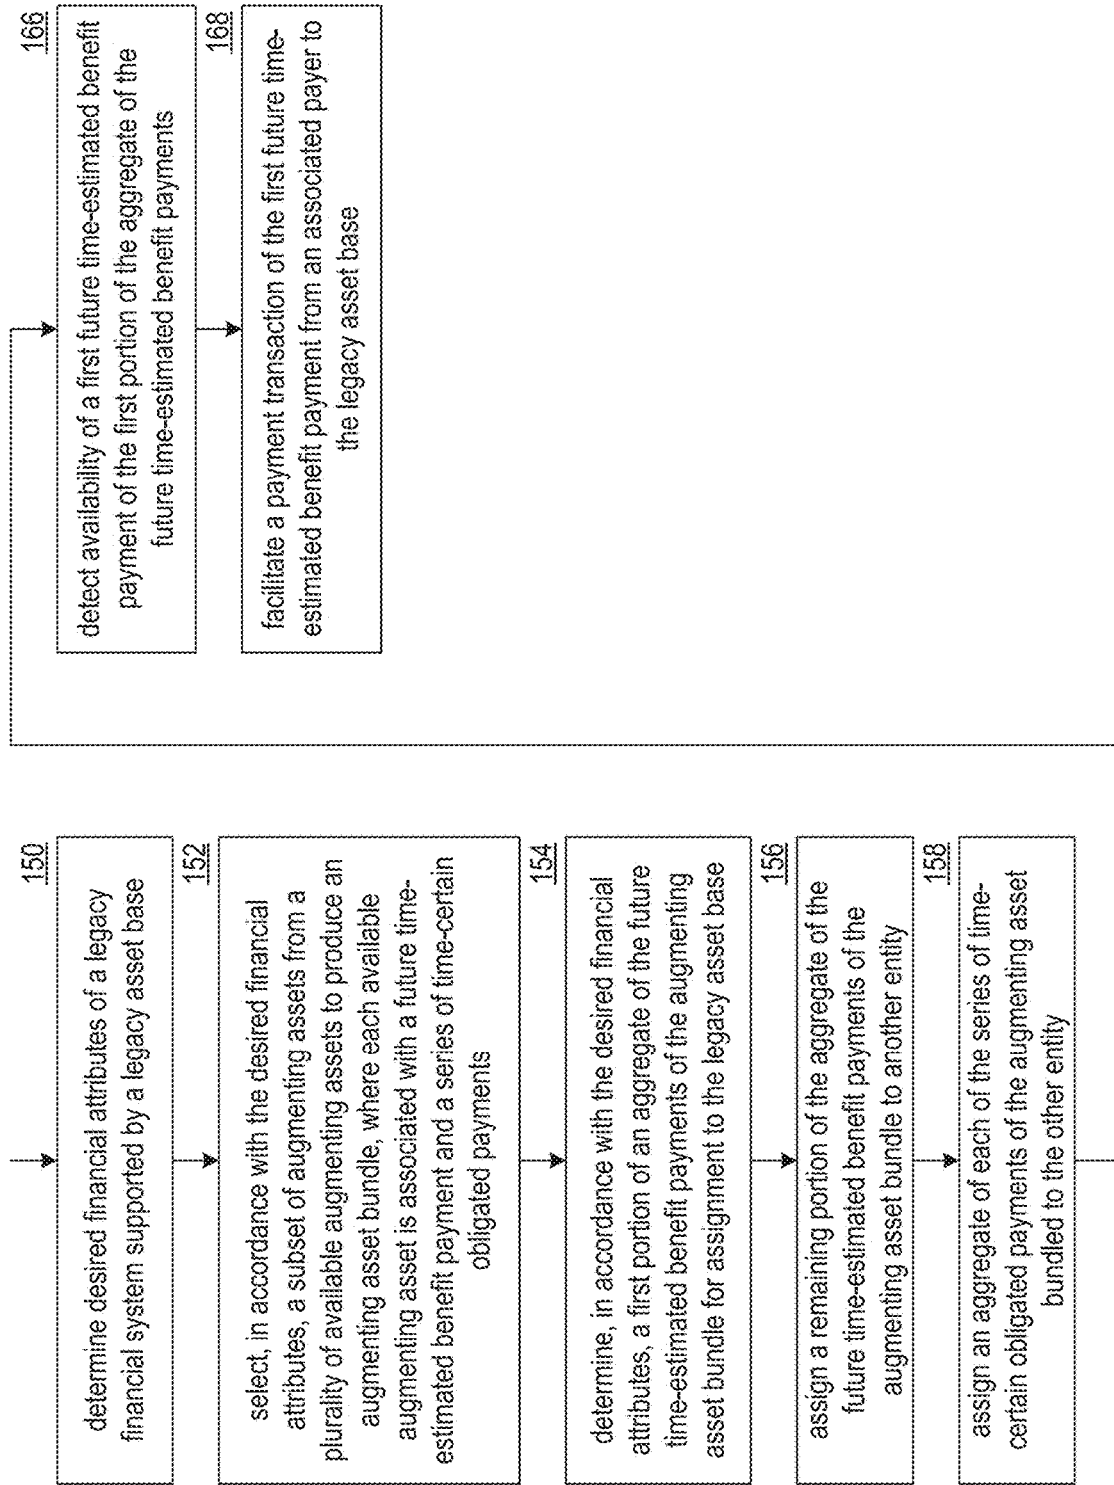 150
determine desired financial attributes of a legacy
financial system supported by a legacy asset base
152
select, in accordance with the desired financial
attributes, a subset of augmenting assets from a
plurality of available augmenting assets to produce an
augmenting asset bundle, where each available
augmenting asset is associated with a future time-
estimated benefit payment and a series of time-certain
obligated payments
154
determine, in accordance with the desired financial
attributes, a first portion of an aggregate of the future
time-estimated benefit payments of the augmenting
asset bundle for assignment to the legacy asset base
156
assign a remaining portion of the aggregate of the
future time-estimated benefit payments of the
augmenting asset bundle to another entity
158
assign an aggregate of each of the series of time-
certain obligated payments of the augmenting asset
bundled to the other entity
166
detect availability of a first future time-estimated benefit
payment of the first portion of the aggregate of the
future time-estimated benefit payments
168
facilitate a payment transaction of the first future time-
estimated benefit payment from an associated payer to
the legacy asset base